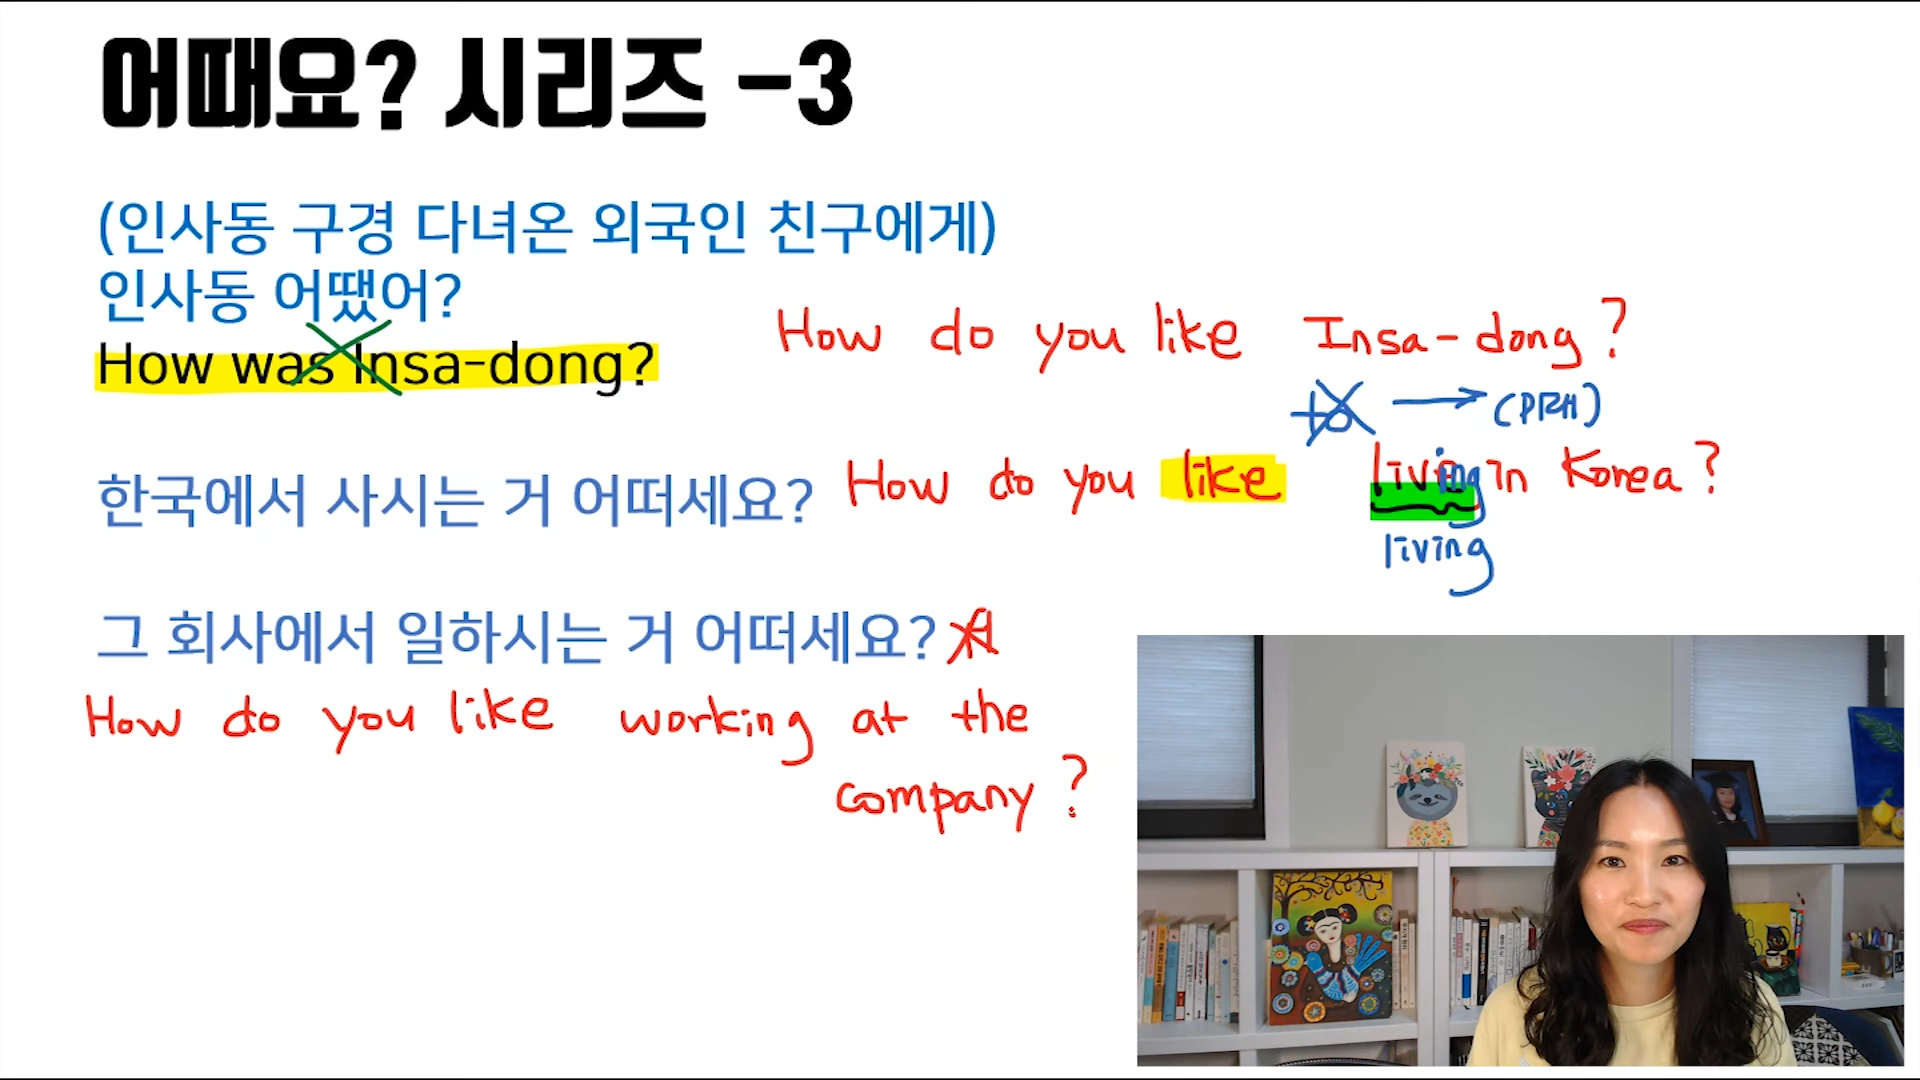 어때요? 시리즈 -3
(인사동 구경 다녀온 외국인 친구에게)
인사동 어땠어?
How was Insa-dong?
How do you like Insa-dong?
to → (과거)
한국에서 사시는 거 어떠세요?
How do you like living in Korea?
living
그 회사에서 일하시는 거 어떠세요?
How do you like working at the
company?